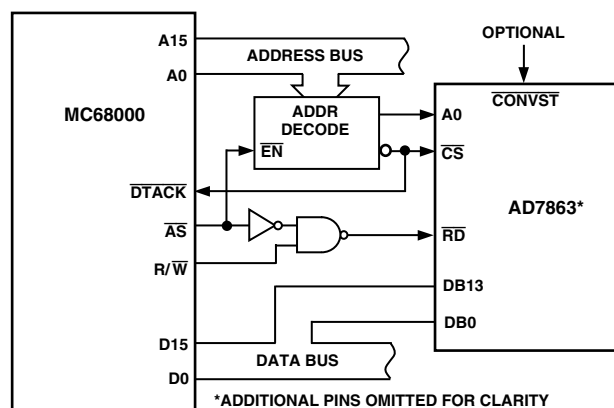 A15
ADDRESS BUS
OPTIONAL
A0
CONVST
MC68000
ADDR
DECODE
A0
EN
CS
DTACK
AD7863*
AS
RD
R/W
DB13
DB0
D15
DATA BUS
D0
*ADDITIONAL PINS OMITTED FOR CLARITY